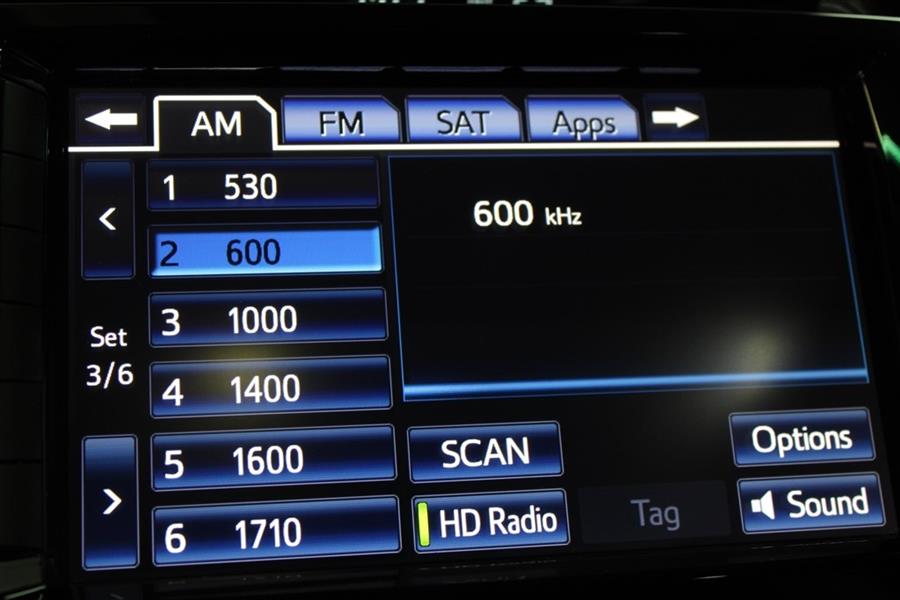 AM FM SAT Apps
1 530
2 600
3 1000
4 1400
5 1600
6 1710
Set
3/6
600 kHz
SCAN
HD Radio
Tag
Options
Sound